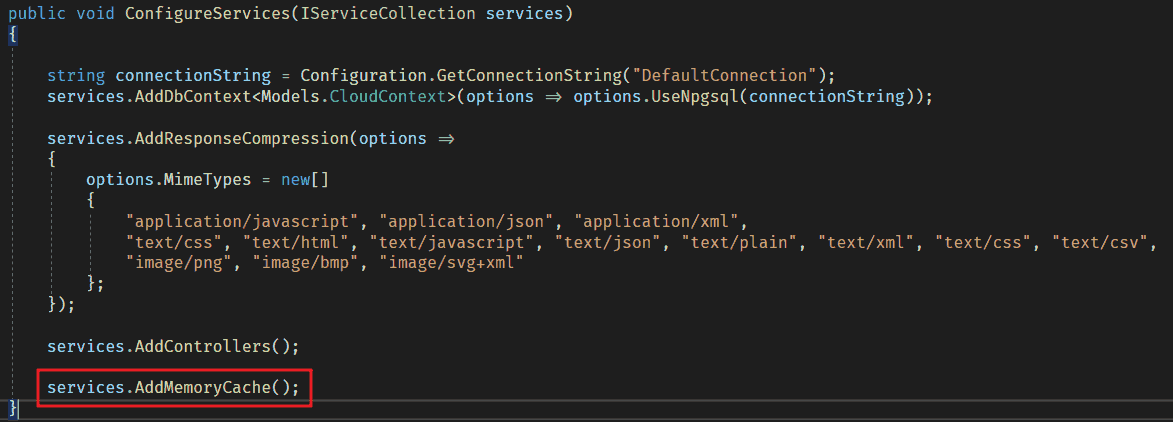 public void ConfigureServices(IServiceCollection services)
{
string connectionString = Configuration.GetConnectionString("DefaultConnection");
services.AddDbContext<Models.CloudContext>(options => options.UseNpgsql(connectionString));
services.AddResponseCompression(options =>
{
options.MimeTypes = new[]
{
"application/javascript", "application/json", "application/xml",
"text/css", "text/html", "text/javascript", "text/json", "text/plain", "text/xml", "text/css", "text/csv",
"image/png", "image/bmp", "image/svg+xml"
};
});
services.AddControllers();
services.AddMemoryCache();
}